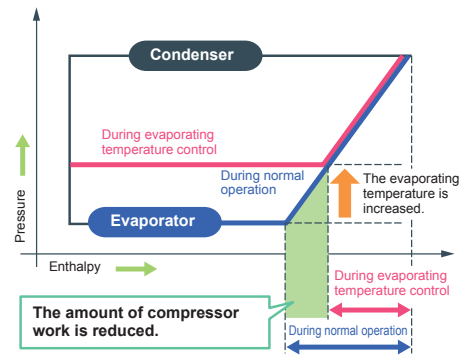 Condenser
During evaporating
temperature control
During normal
operation
The evaporating
temperature is
increased.
Pressure
Evaporator
Enthalpy
During evaporating
temperature control
The amount of compressor
work is reduced.
During normal operation